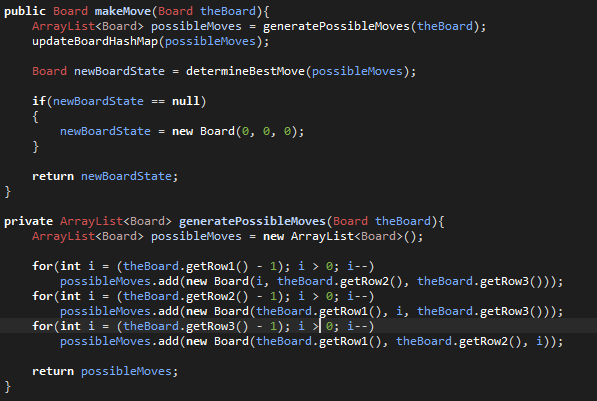 public Board makeMove(Board theBoard){
    ArrayList<Board> possibleMoves = generatePossibleMoves(theBoard);
    updateBoardHashMap(possibleMoves);

    Board newBoardState = determineBestMove(possibleMoves);

    if(newBoardState == null)
    {
        newBoardState = new Board(0, 0, 0);
    }

    return newBoardState;
}

private ArrayList<Board> generatePossibleMoves(Board theBoard){
    ArrayList<Board> possibleMoves = new ArrayList<Board>();

    for(int i = (theBoard.getRow1() - 1); i > 0; i--)
        possibleMoves.add(new Board(i, theBoard.getRow2(), theBoard.getRow3()));
    for(int i = (theBoard.getRow2() - 1); i > 0; i--)
        possibleMoves.add(new Board(theBoard.getRow1(), i, theBoard.getRow3()));
    for(int i = (theBoard.getRow3() - 1); i > 0; i--)
        possibleMoves.add(new Board(theBoard.getRow1(), theBoard.getRow2(), i));

    return possibleMoves;
}